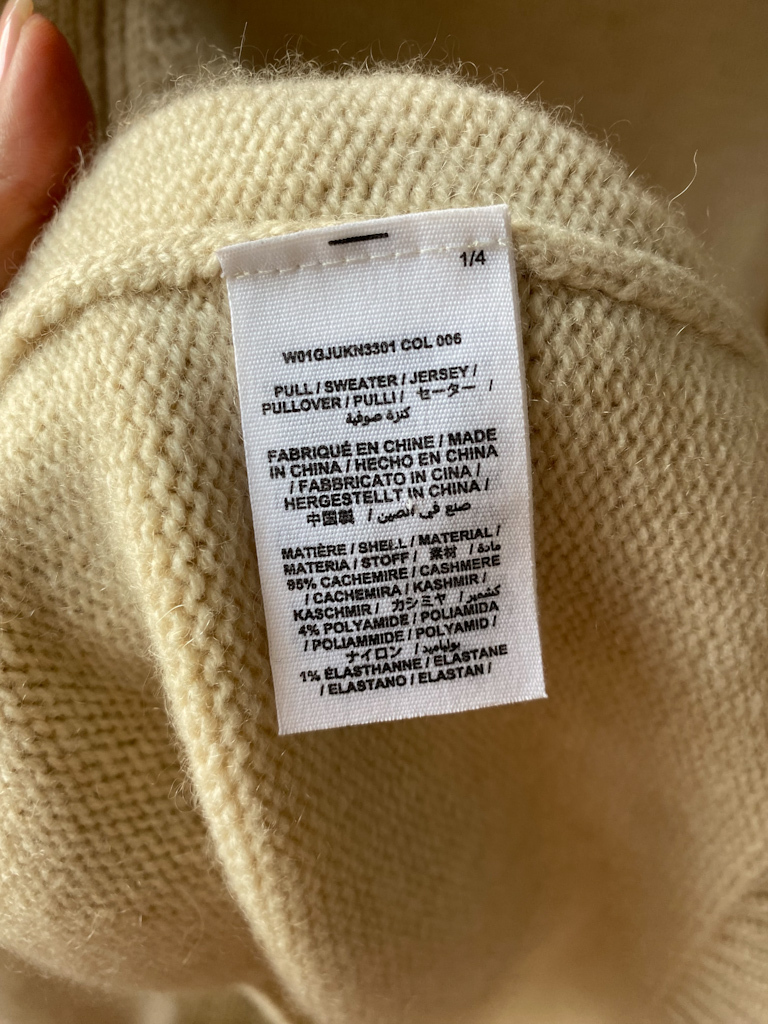 1/4
W01GJUKN3301 COL 006
PULL / SWEATER / JERSEY /
PULLOVER / PULLI / セーター /
كنزة صوفية
FABRIQUÉ EN CHINE / MADE
IN CHINA / HECHO EN CHINA
/ FABBRICATO IN CINA /
HERGESTELLT IN CHINA /
中国製 / صنع في الصين
MATIÈRE / SHELL / MATERIAL /
MATERIA / STOFF / 素材 / مادة
95% CACHEMIRE / CASHMERE
/ CACHEMIRA / KASHMIR /
KASCHMIR / カシミヤ / كشمير
4% POLYAMIDE / POLIAMIDA
/ POLIAMMIDE / POLYAMID /
ナイロン / بولياميد
1% ÉLASTHANNE / ELASTANE
/ ELASTANO / ELASTAN /